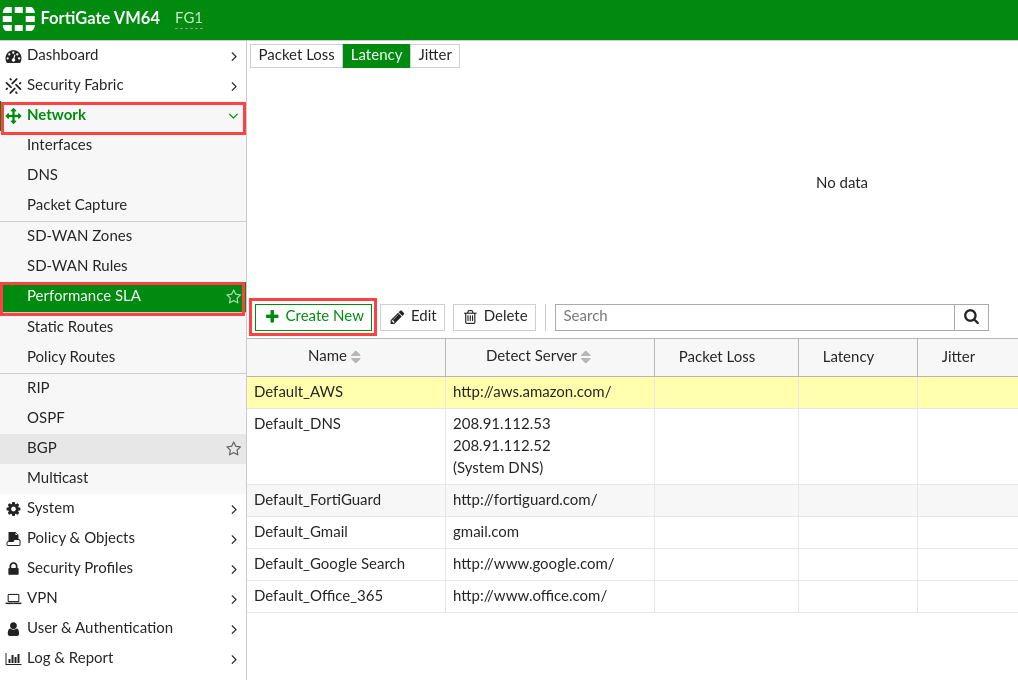 FortiGate VM64 FG1
Dashboard
Security Fabric
Network
Interfaces
DNS
Packet Capture
SD-WAN Zones
SD-WAN Rules
Performance SLA
Static Routes
Policy Routes
RIP
OSPF
BGP
Multicast
System
Policy & Objects
Security Profiles
VPN
User & Authentication
Log & Report
Packet Loss Latency Jitter
No data
Create New Edit Delete Search
Name Detect Server Packet Loss Latency Jitter
Default_AWS http://aws.amazon.com/
Default_DNS 208.91.112.53
208.91.112.52
(System DNS)
Default_FortiGuard http://fortiguard.com/
Default_Gmail gmail.com
Default_Google Search http://www.google.com/
Default_Office_365 http://www.office.com/